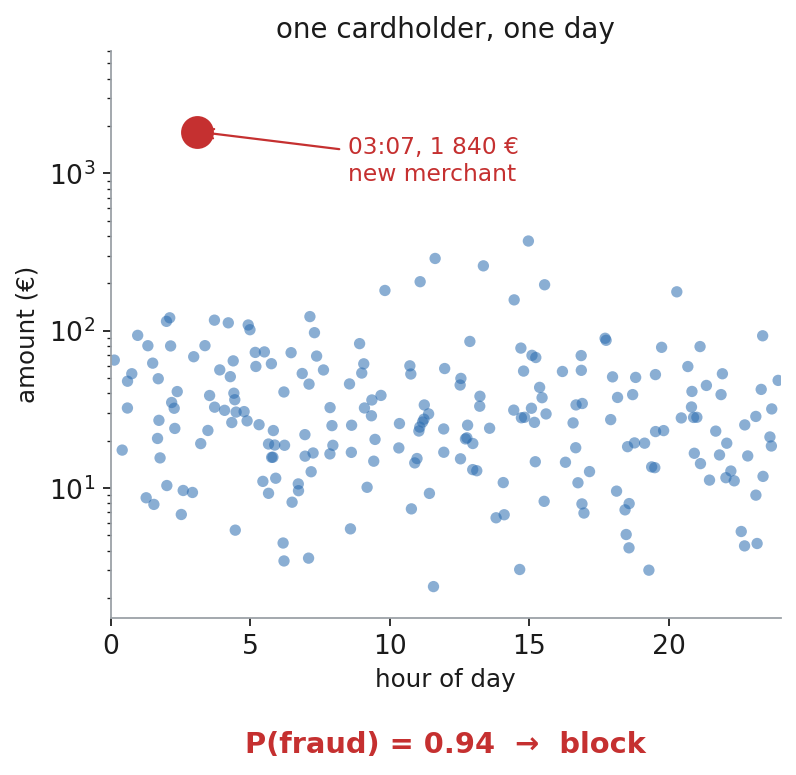 one cardholder, one day
03:07, 1 840 €
new merchant
10³
10²
10¹
amount (€)
0 5 10 15 20
hour of day
P(fraud) = 0.94 → block